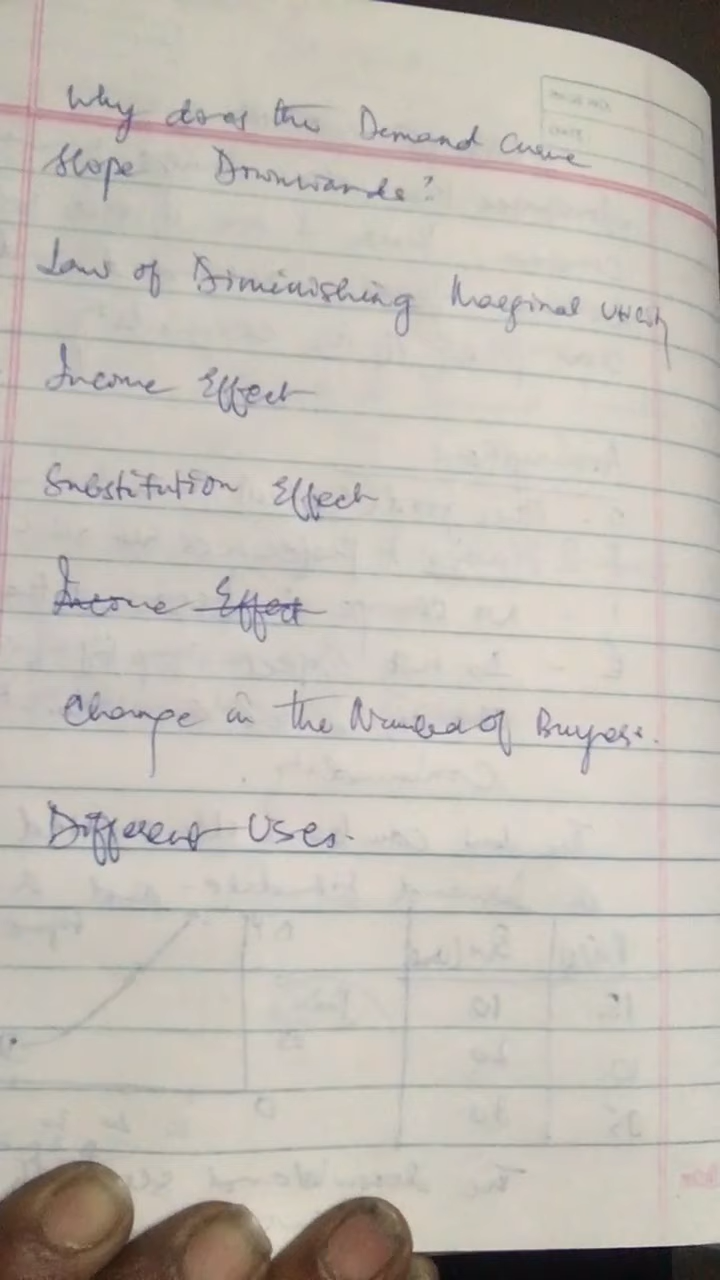 Why does the Demand Curve
Slope Downwards?
Law of Diminishing Marginal Utility
Income Effect
Substitution Effect
Income Effect
Change in the Number of Buyers.
Different Uses.